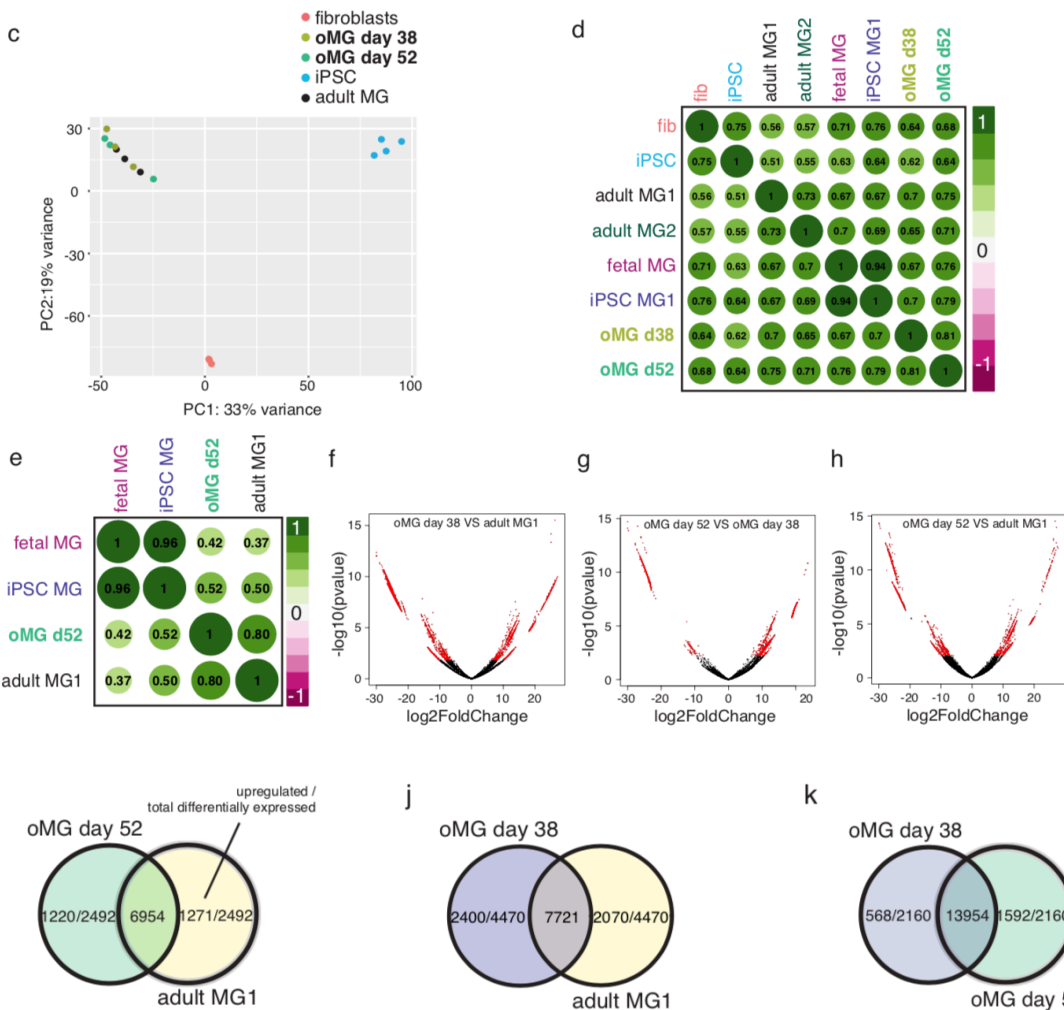 c
fibroblasts
oMG day 38
oMG day 52
iPSC
adult MG
30
0
-30
-60
PC2:19% variance
-50
0
50
100
PC1: 33% variance
d
fib
iPSC
adult MG1
adult MG2
fetal MG
iPSC MG1
oMG d38
oMG d52
fib 1 0.75 0.56 0.57 0.71 0.76 0.64 0.68
iPSC 0.75 1 0.51 0.55 0.63 0.64 0.62 0.64
adult MG1 0.56 0.51 1 0.73 0.67 0.67 0.7 0.75
adult MG2 0.57 0.55 0.73 1 0.7 0.69 0.65 0.71
fetal MG 0.71 0.63 0.67 0.7 1 0.94 0.67 0.76
iPSC MG1 0.76 0.64 0.67 0.69 0.94 1 0.7 0.79
oMG d38 0.64 0.62 0.7 0.65 0.67 0.7 1 0.81
oMG d52 0.68 0.64 0.75 0.71 0.76 0.79 0.81 1
1
0
-1
e
fetal MG
iPSC MG
oMG d52
adult MG1
fetal MG 1 0.96 0.42 0.37
iPSC MG 0.96 1 0.52 0.50
oMG d52 0.42 0.52 1 0.80
adult MG1 0.37 0.50 0.80 1
1
0
-1
f
oMG day 38 VS adult MG1
15
10
5
0
-log10(pvalue)
-30 -20 -10 0 10 20
log2FoldChange
g
oMG day 52 VS oMG day 38
15
10
5
0
-log10(pvalue)
-30 -20 -10 0 10 20
log2FoldChange
h
oMG day 52 VS adult MG1
15
10
5
0
-log10(pvalue)
-30 -20 -10 0 10 20
log2FoldChange
upregulated /
total differentially expressed
oMG day 52
1220/2492 6954 1271/2492
adult MG1
j
oMG day 38
2400/4470 7721 2070/4470
adult MG1
k
oMG day 38
568/2160 13954 1592/2160
oMG day 5